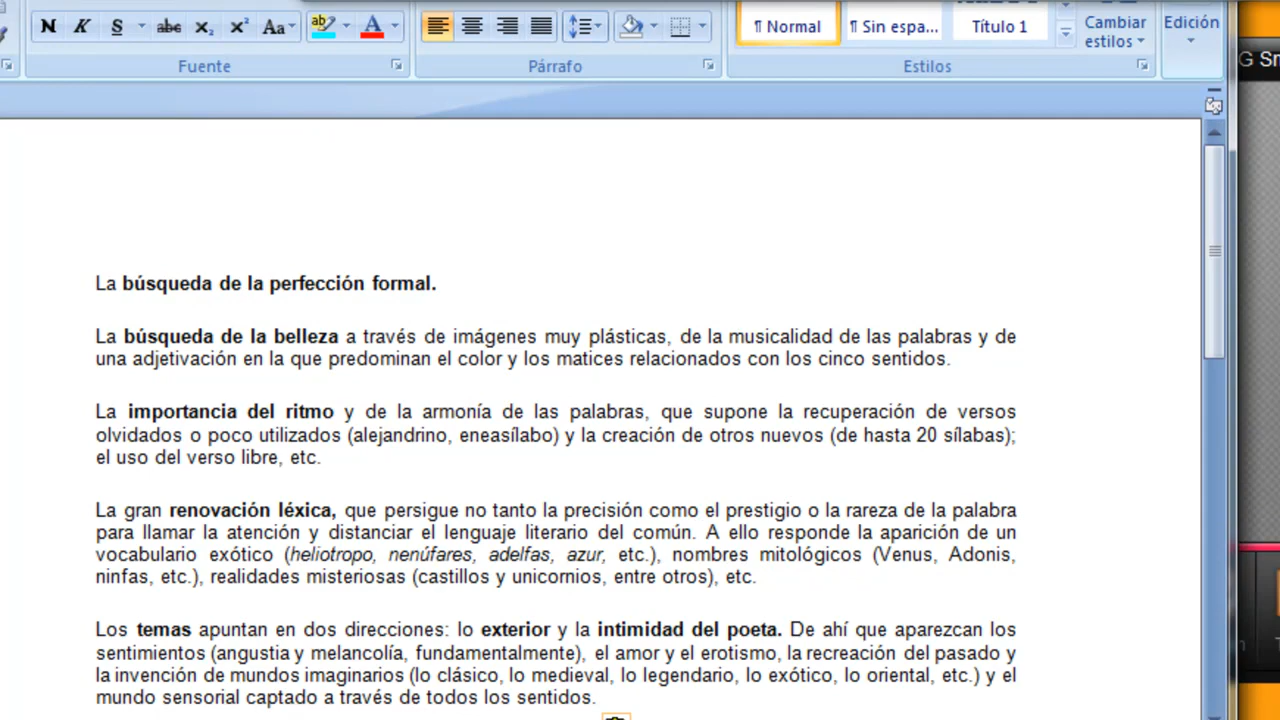 N K S abc x₂ x² Aa ab A
¶ Normal ¶ Sin espa... Título 1 Cambiar estilos Edición
Fuente Párrafo Estilos
G Sm
La búsqueda de la perfección formal.
La búsqueda de la belleza a través de imágenes muy plásticas, de la musicalidad de las palabras y de
una adjetivación en la que predominan el color y los matices relacionados con los cinco sentidos.
La importancia del ritmo y de la armonía de las palabras, que supone la recuperación de versos
olvidados o poco utilizados (alejandrino, eneasílabo) y la creación de otros nuevos (de hasta 20 sílabas);
el uso del verso libre, etc.
La gran renovación léxica, que persigue no tanto la precisión como el prestigio o la rareza de la palabra
para llamar la atención y distanciar el lenguaje literario del común. A ello responde la aparición de un
vocabulario exótico (heliotropo, nenúfares, adelfas, azur, etc.), nombres mitológicos (Venus, Adonis,
ninfas, etc.), realidades misteriosas (castillos y unicornios, entre otros), etc.
Los temas apuntan en dos direcciones: lo exterior y la intimidad del poeta. De ahí que aparezcan los
sentimientos (angustia y melancolía, fundamentalmente), el amor y el erotismo, la recreación del pasado y
la invención de mundos imaginarios (lo clásico, lo medieval, lo legendario, lo exótico, lo oriental, etc.) y el
mundo sensorial captado a través de todos los sentidos.